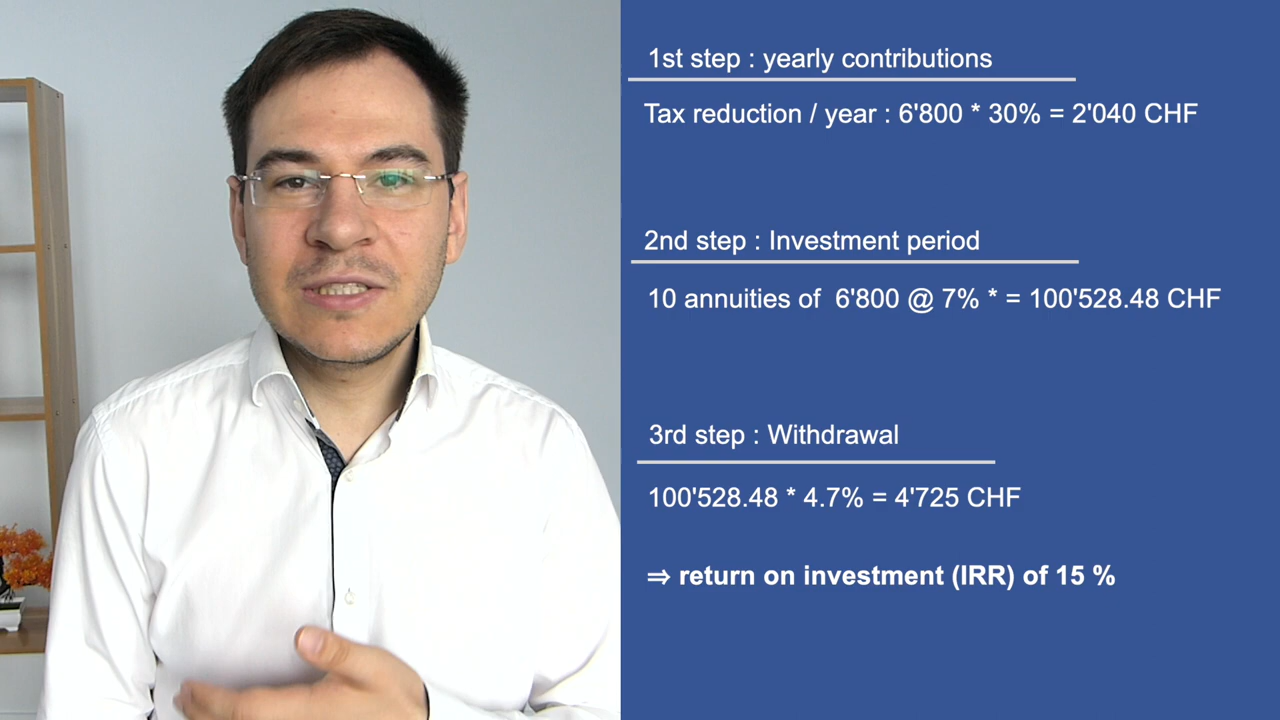 1st step : yearly contributions
Tax reduction / year : 6'800 * 30% = 2'040 CHF
2nd step : Investment period
10 annuities of 6'800 @ 7% * = 100'528.48 CHF
3rd step : Withdrawal
100'528.48 * 4.7% = 4'725 CHF
⇒ return on investment (IRR) of 15 %